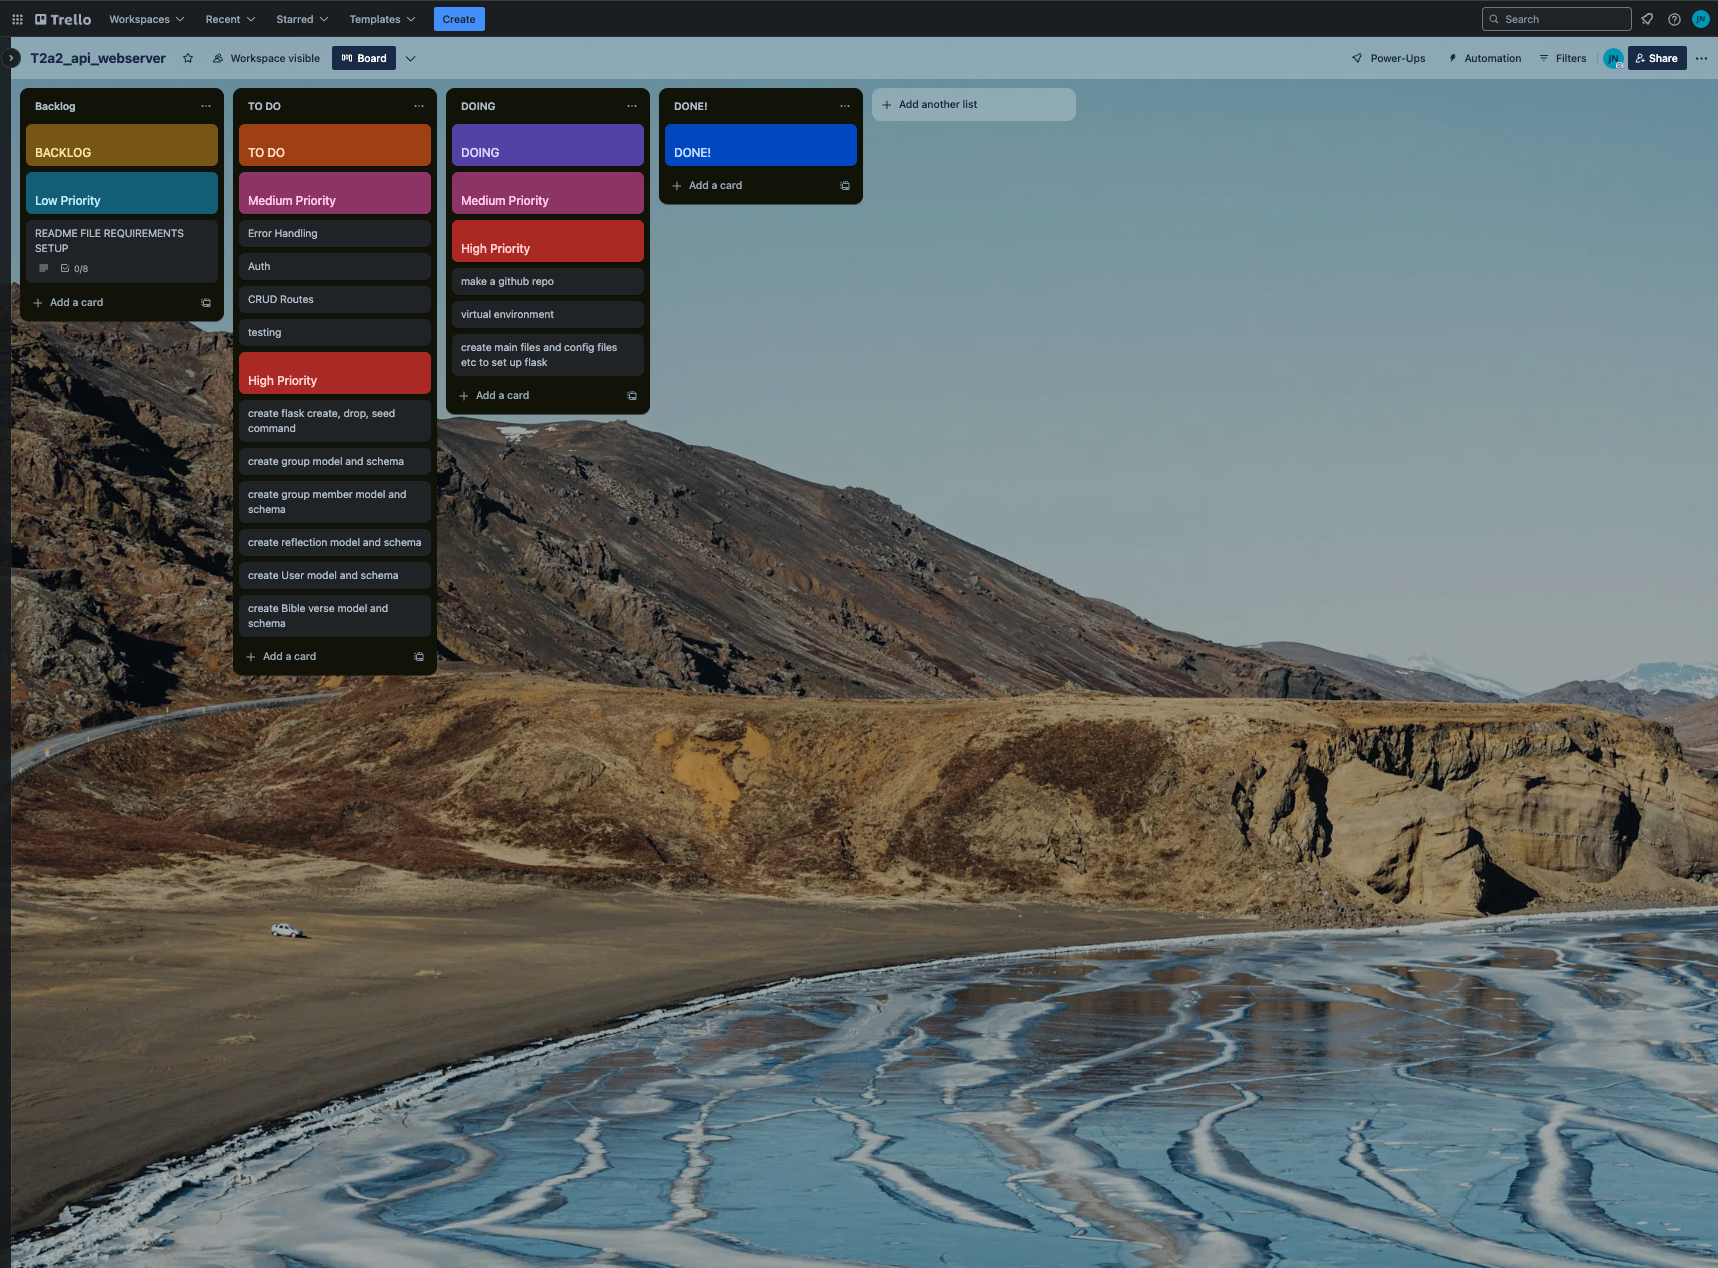 Trello
Workspaces
Recent
Starred
Templates
Create
Search
JN
T2a2_api_webserver
Workspace visible
Board
Power-Ups
Automation
Filters
JN
Share
Backlog
BACKLOG
Low Priority
README FILE REQUIREMENTS
SETUP
0/8
Add a card
TO DO
TO DO
Medium Priority
Error Handling
Auth
CRUD Routes
testing
High Priority
create flask create, drop, seed
command
create group model and schema
create group member model and
schema
create reflection model and schema
create User model and schema
create Bible verse model and
schema
Add a card
DOING
DOING
Medium Priority
High Priority
make a github repo
virtual environment
create main files and config files
etc to set up flask
Add a card
DONE!
DONE!
Add a card
Add another list